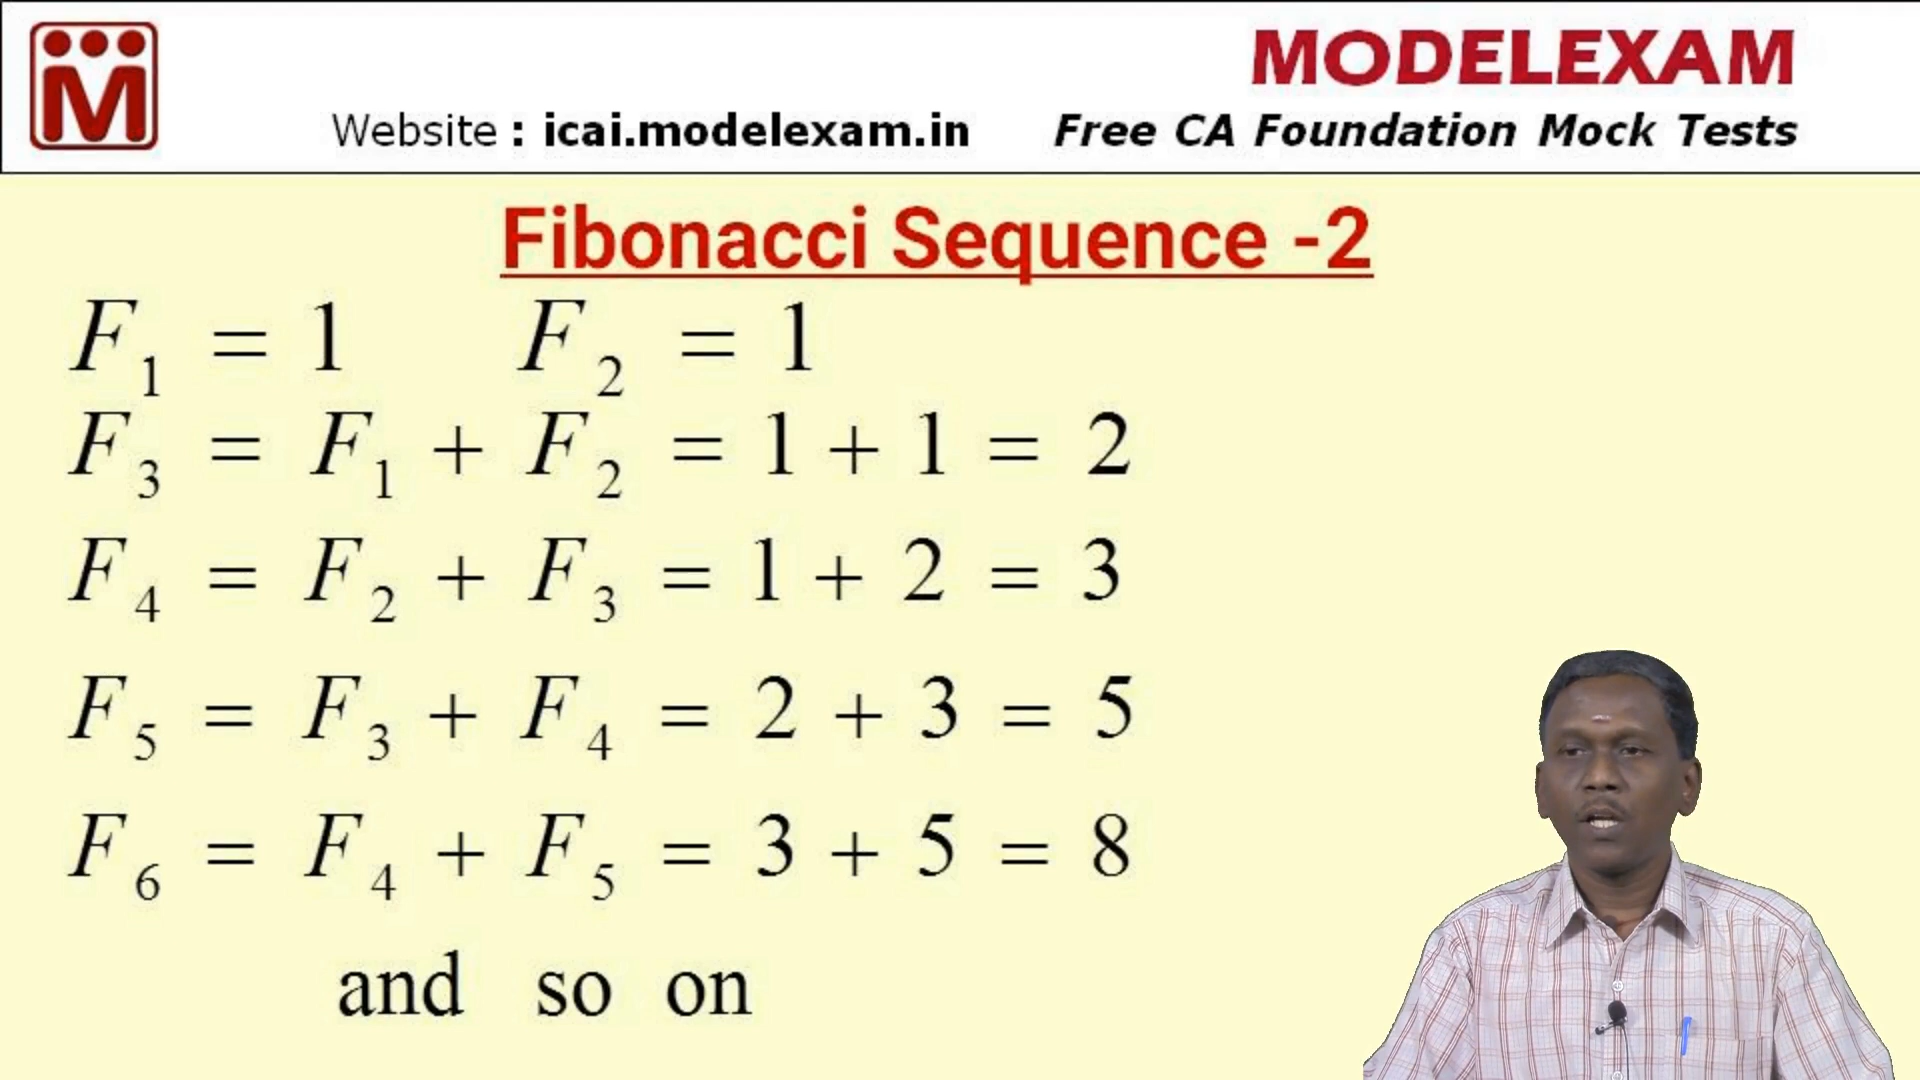 M
MODELEXAM
Website : icai.modelexam.in Free CA Foundation Mock Tests
Fibonacci Sequence -2
F₁ = 1 F₂ = 1
F₃ = F₁ + F₂ = 1 + 1 = 2
F₄ = F₂ + F₃ = 1 + 2 = 3
F₅ = F₃ + F₄ = 2 + 3 = 5
F₆ = F₄ + F₅ = 3 + 5 = 8
and so on